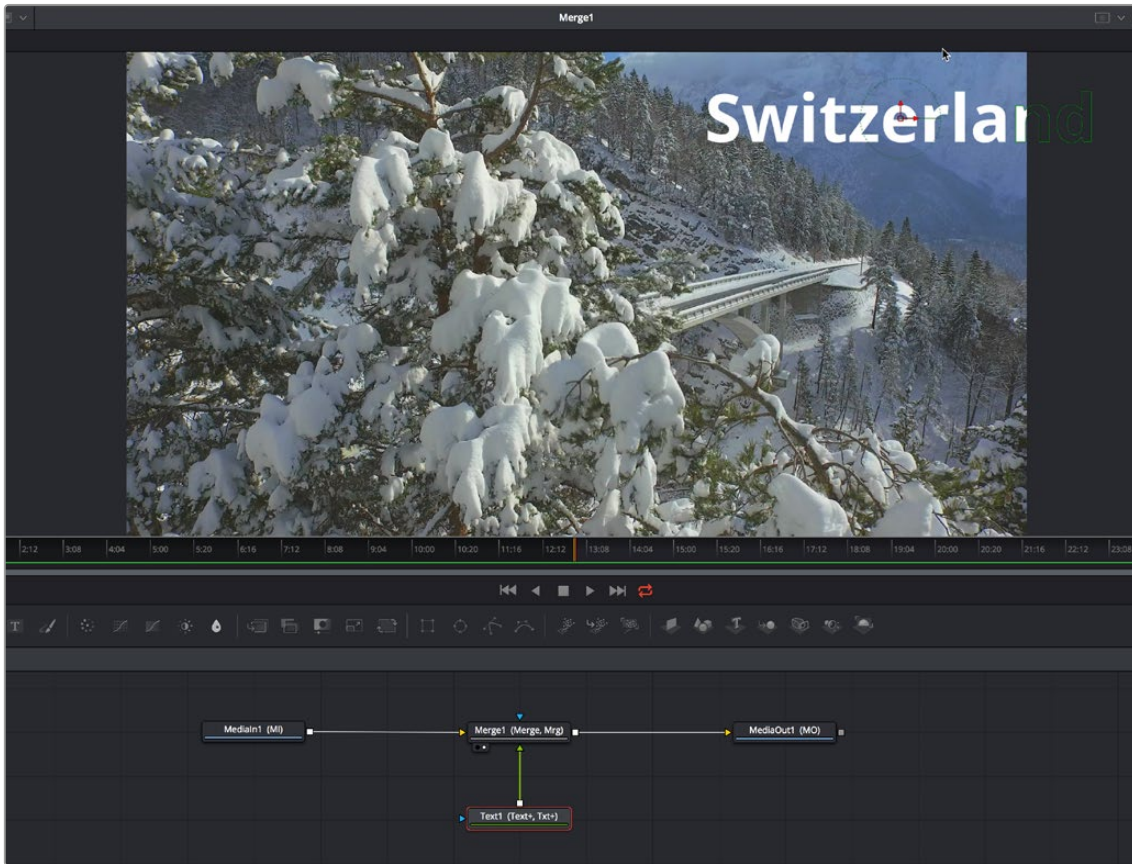 Merge1
Switzerland
2:12 3:08 4:04 5:00 5:20 6:16 7:12 8:08 9:04 10:00 10:20 11:16 12:12 13:08 14:04 15:00 15:20 16:16 17:12 18:08 19:04 20:00 20:20 21:16 22:12 23:08
T
MediaIn1 (MI)
Merge1 (Merge, Mrg)
MediaOut1 (MO)
Text1 (Text+, Txt+)